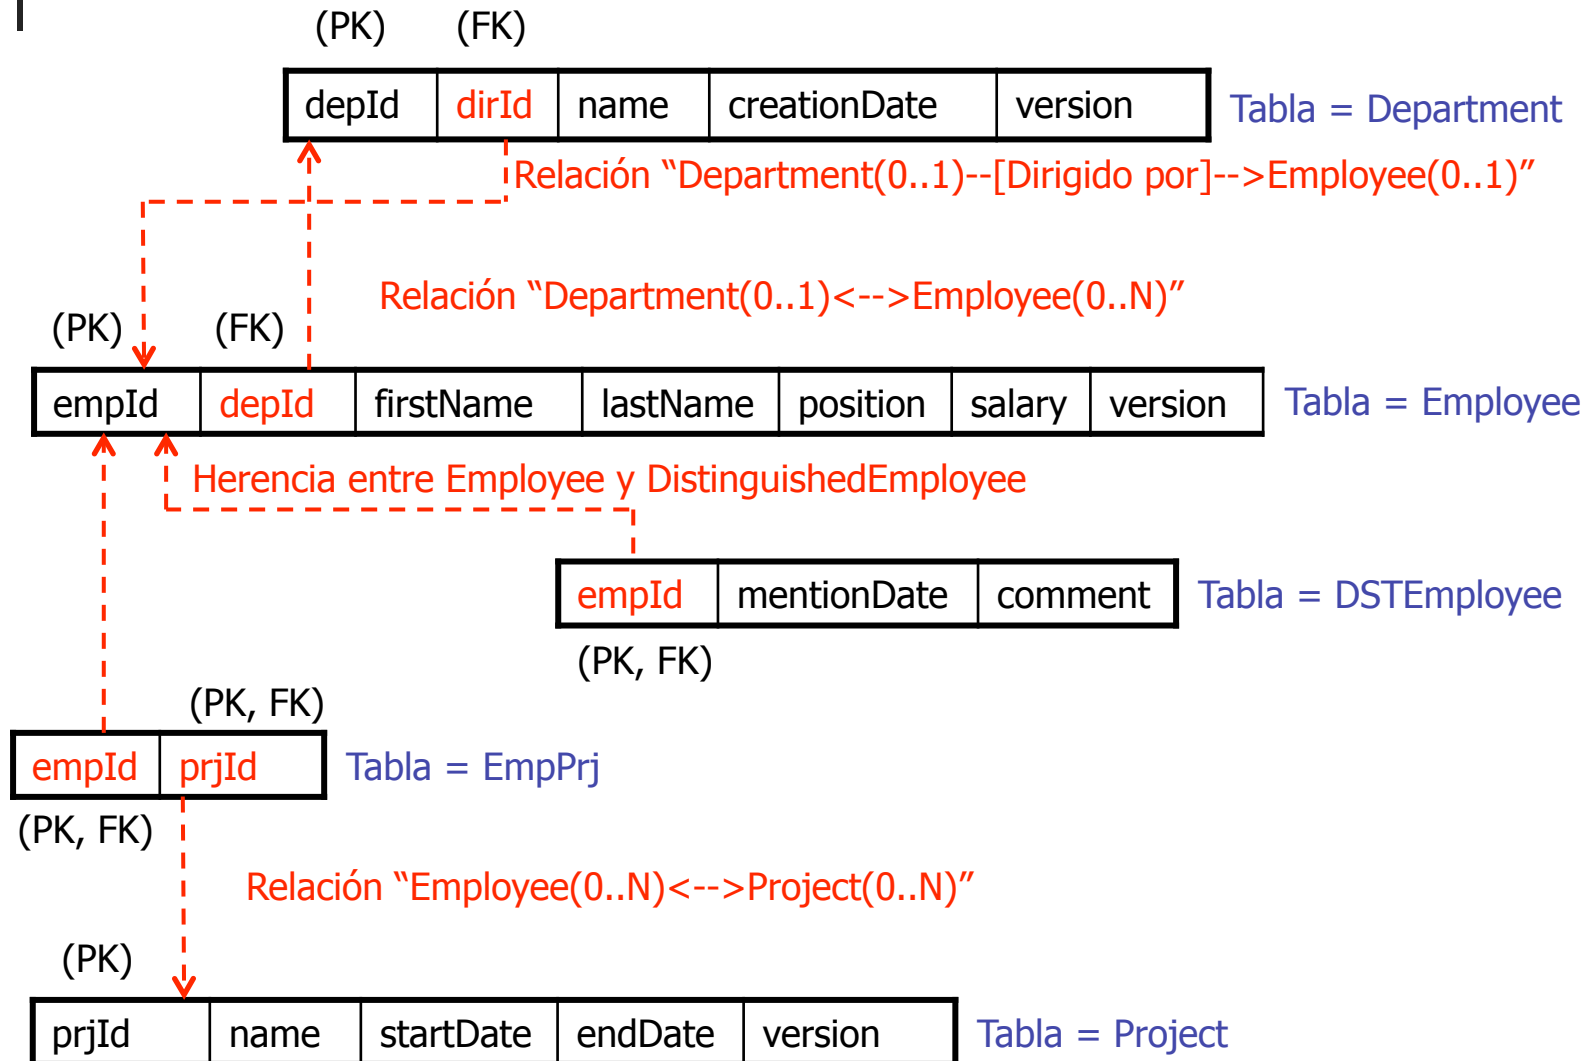 (PK) (FK)
depId dirId name creationDate version Tabla = Department
Relación “Department(0..1)--[Dirigido por]-->Employee(0..1)”
Relación “Department(0..1)<-->Employee(0..N)”
(PK) (FK)
empId depId firstName lastName position salary version Tabla = Employee
Herencia entre Employee y DistinguishedEmployee
empId mentionDate comment Tabla = DSTEmployee
(PK, FK)
(PK, FK)
empId prjId Tabla = EmpPrj
(PK, FK)
Relación “Employee(0..N)<-->Project(0..N)”
(PK)
prjId name startDate endDate version Tabla = Project